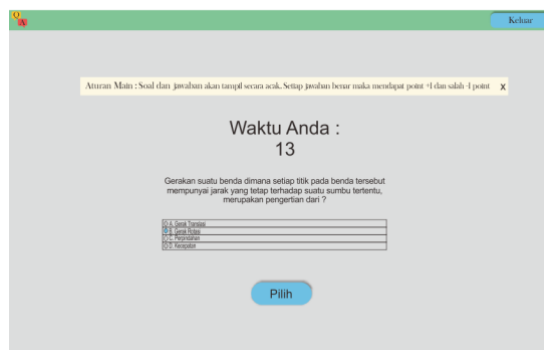 Q
A
Keluar
Aturan Main : Soal dan jawaban akan tampil secara acak. Setiap jawaban benar maka mendapat point +1 dan salah -1 point X
Waktu Anda :
13
Gerakan suatu benda dimana setiap titik pada benda tersebut
mempunyai jarak yang tetap terhadap suatu sumbu tertentu,
merupakan pengertian dari ?
A. Gerak Translasi
B. Gerak Rotasi
C. Perpindahan
D. Kecepatan
Pilih